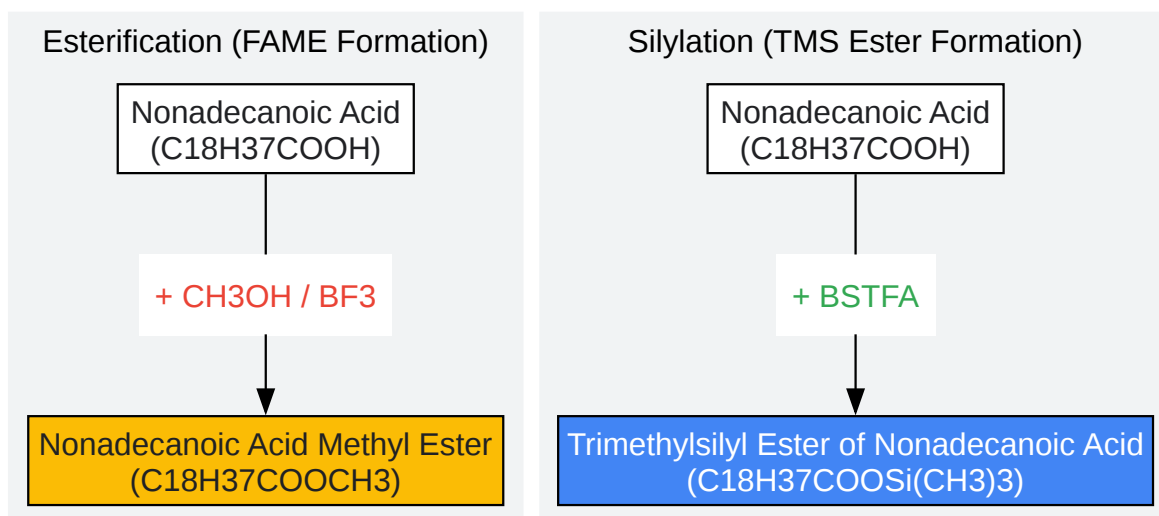 Esterification (FAME Formation)
Nonadecanoic Acid
(C18H37COOH)
+ CH3OH / BF3
Nonadecanoic Acid Methyl Ester
(C18H37COOCH3)
Silylation (TMS Ester Formation)
Nonadecanoic Acid
(C18H37COOH)
+ BSTFA
Trimethylsilyl Ester of Nonadecanoic Acid
(C18H37COOSi(CH3)3)